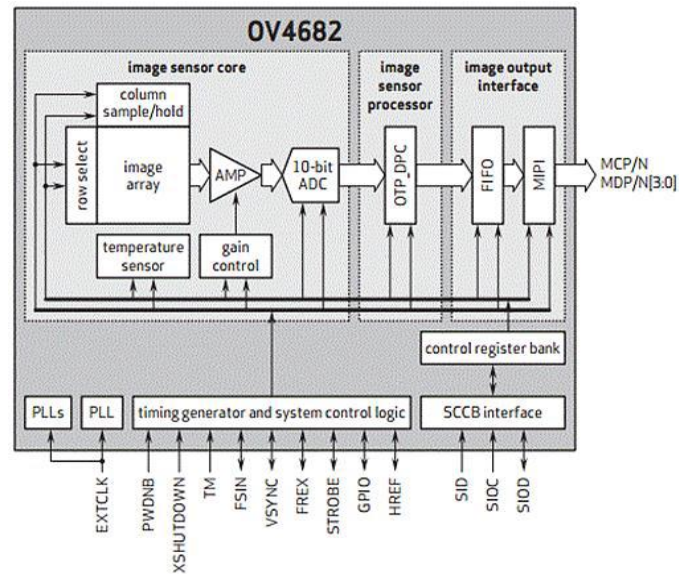 OV4682
image sensor core
image
sensor
processor
image output
interface
column
sample/hold
row select
image
array
AMP
10-bit
ADC
OTP_DPC
FIFO
MIPI
MCP/N
MDP/N[3:0]
temperature
sensor
gain
control
control register bank
PLLs
PLL
timing generator and system control logic
SCCB interface
EXTCLK
PWDNB
XSHUTDOWN
TM
FSIN
VSYNC
FREX
STROBE
GPIO
HREF
SID
SIOC
SIOD